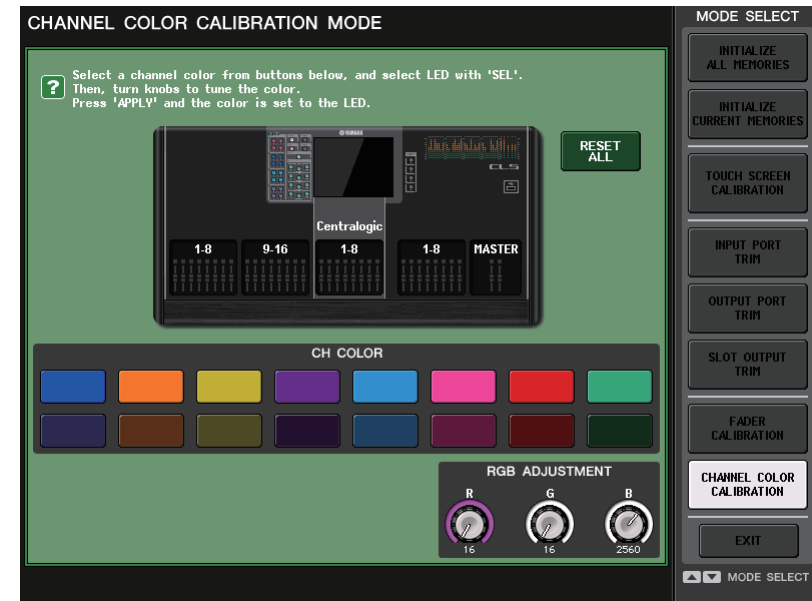 CHANNEL COLOR CALIBRATION MODE
Select a channel color from buttons below, and select LED with 'SEL'.
Then, turn knobs to tune the color.
Press 'APPLY' and the color is set to the LED.
?
YAMAHA
CL5
RESET
ALL
Centralogic
1-8
9-16
1-8
1-8
MASTER
CH COLOR
RGB ADJUSTMENT
R
G
B
16
16
2560
MODE SELECT
INITIALIZE
ALL MEMORIES
INITIALIZE
CURRENT MEMORIES
TOUCH SCREEN
CALIBRATION
INPUT PORT
TRIM
OUTPUT PORT
TRIM
SLOT OUTPUT
TRIM
FADER
CALIBRATION
CHANNEL COLOR
CALIBRATION
EXIT
MODE SELECT